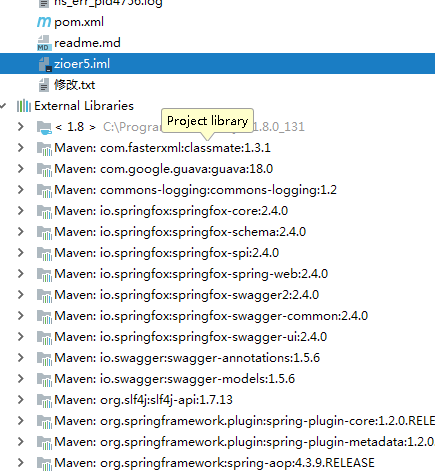 hs_err_pid4756.log
pom.xml
readme.md
zioer5.iml
修改.txt
External Libraries
< 1.8 > C:\Progra
1.8.0_131
Project library
Maven: com.fasterxml:classmate:1.3.1
Maven: com.google.guava:guava:18.0
Maven: commons-logging:commons-logging:1.2
Maven: io.springfox:springfox-core:2.4.0
Maven: io.springfox:springfox-schema:2.4.0
Maven: io.springfox:springfox-spi:2.4.0
Maven: io.springfox:springfox-spring-web:2.4.0
Maven: io.springfox:springfox-swagger2:2.4.0
Maven: io.springfox:springfox-swagger-common:2.4.0
Maven: io.springfox:springfox-swagger-ui:2.4.0
Maven: io.swagger:swagger-annotations:1.5.6
Maven: io.swagger:swagger-models:1.5.6
Maven: org.slf4j:slf4j-api:1.7.13
Maven: org.springframework.plugin:spring-plugin-core:1.2.0.RELE
Maven: org.springframework.plugin:spring-plugin-metadata:1.2.0.
Maven: org.springframework:spring-aop:4.3.9.RELEASE